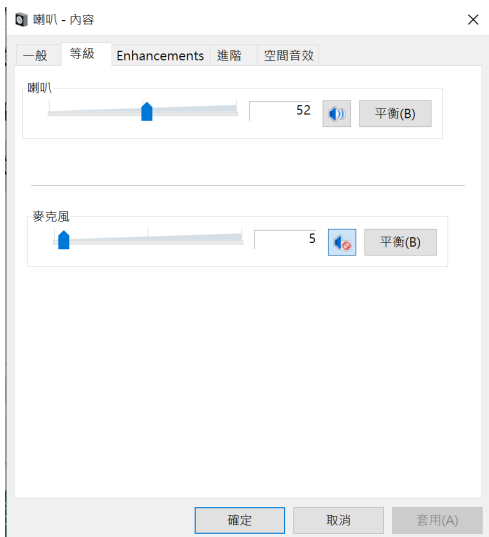 喇叭 - 內容
一般 等級 Enhancements 進階 空間音效
喇叭
52 平衡(B)
麥克風
5 平衡(B)
確定 取消 套用(A)